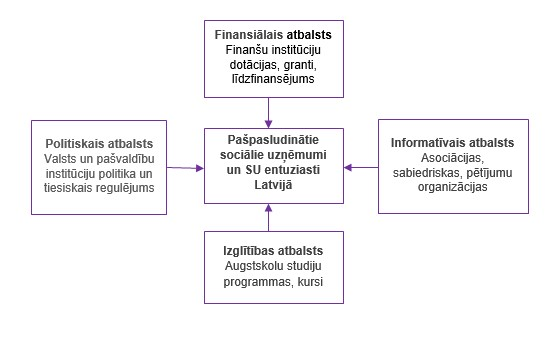 Finansiālais atbalsts
Finanšu institūciju
dotācijas, granti,
līdzfinansējums
Politiskais atbalsts
Valsts un pašvaldību
institūciju politika un
tiesiskais regulējums
Pašpasludinātie
sociālie uzņēmumi
un SU entuziasti
Latvijā
Informatīvais atbalsts
Asociācijas,
sabiedriskas, pētījumu
organizācijas
Izglītības atbalsts
Augstskolu studiju
programmas, kursi